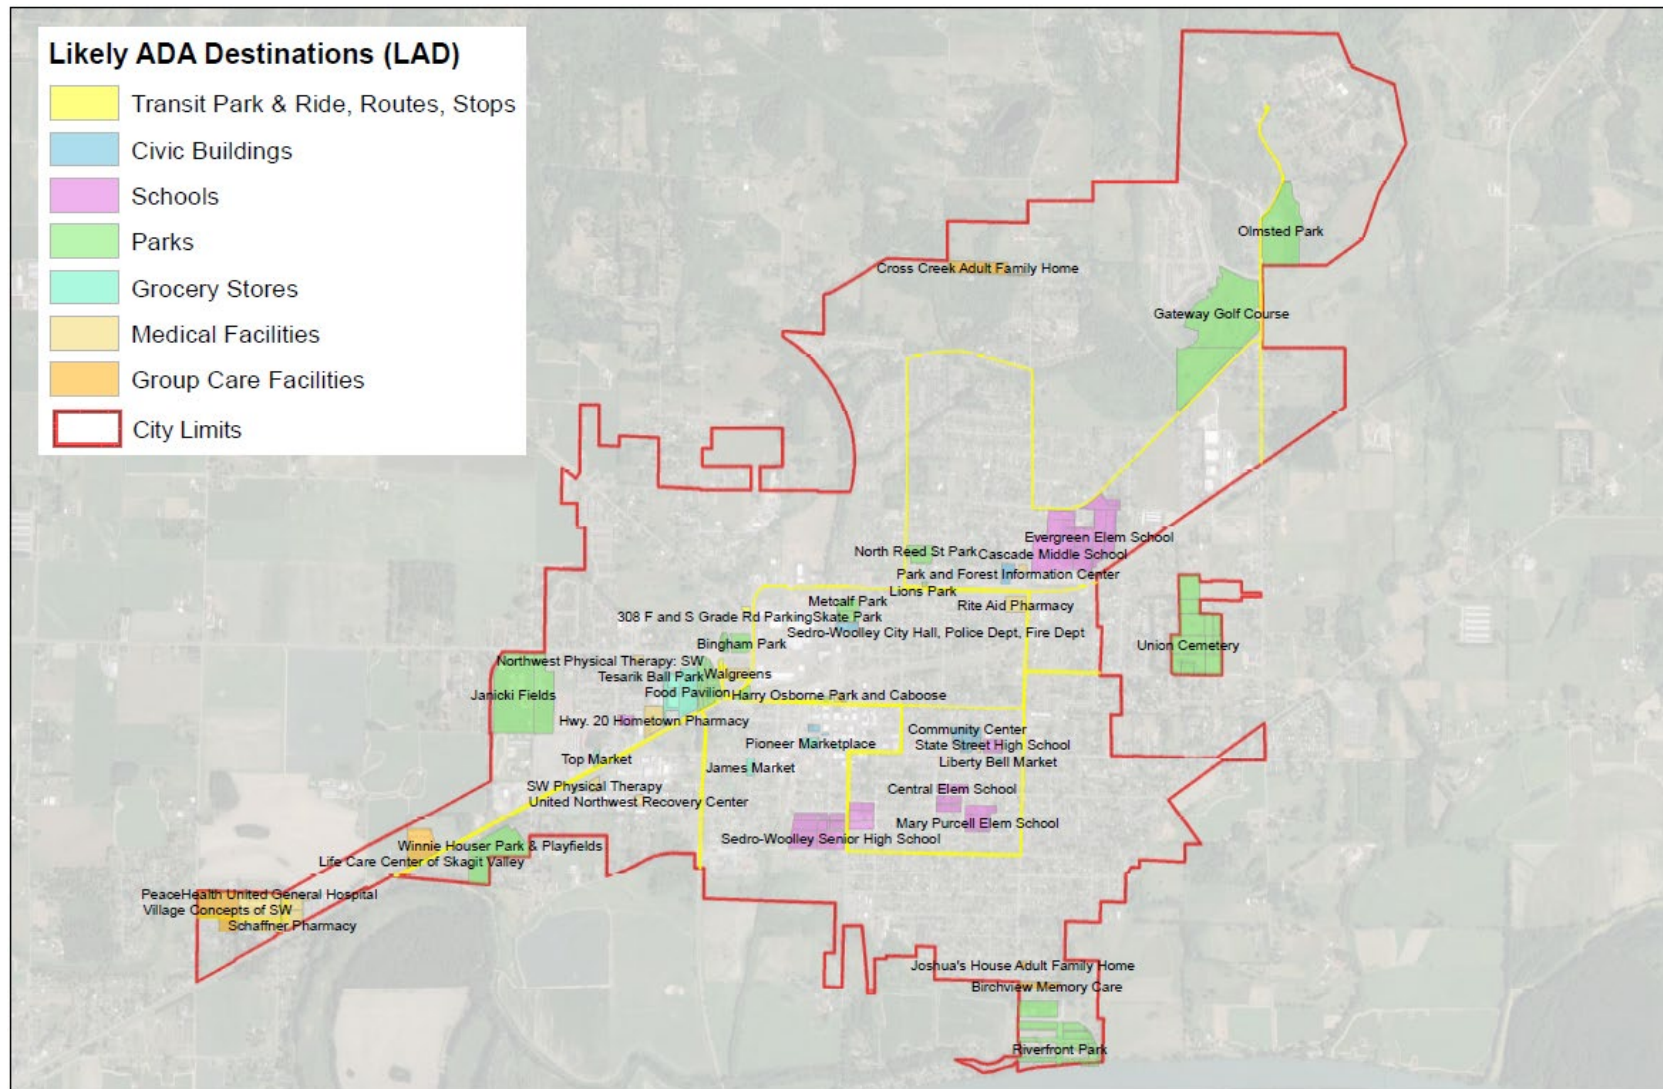 Likely ADA Destinations (LAD)
Transit Park & Ride, Routes, Stops
Civic Buildings
Schools
Parks
Grocery Stores
Medical Facilities
Group Care Facilities
City Limits
Olmsted Park
Cross Creek Adult Family Home
Gateway Golf Course
Evergreen Elem School
North Reed St Park
Cascade Middle School
Park and Forest Information Center
Lions Park
Metcalf Park
Rite Aid Pharmacy
308 F and S Grade Rd Parking
Skate Park
Sedro-Woolley City Hall, Police Dept, Fire Dept
Bingham Park
Union Cemetery
Northwest Physical Therapy: SW
Tesarik Ball Park
Walgreens
Janicki Fields
Food Pavilion
Harry Osborne Park and Caboose
Hwy. 20 Hometown Pharmacy
Community Center
Pioneer Marketplace
State Street High School
Top Market
Liberty Bell Market
James Market
SW Physical Therapy
Central Elem School
United Northwest Recovery Center
Mary Purcell Elem School
Sedro-Woolley Senior High School
Winnie Houser Park & Playfields
Life Care Center of Skagit Valley
PeaceHealth United General Hospital
Village Concepts of SW
Schaffner Pharmacy
Joshua's House Adult Family Home
Birchview Memory Care
Riverfront Park